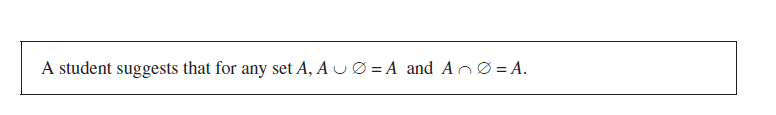 A student suggests that for any set A, A ∪ ∅ = A and A ∩ ∅ = A.